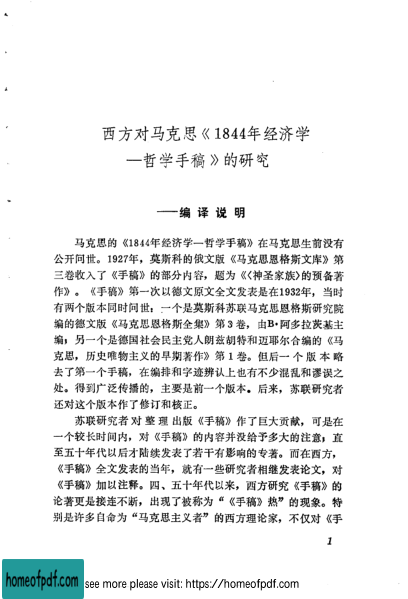 西方对马克思《1844年经济学
—哲学手稿》的研究
——编译说明
马克思的《1844年经济学—哲学手稿》在马克思生前没有
公开问世。1927年，莫斯科的俄文版《马克思恩格斯文库》第
三卷收入了《手稿》的部分内容，题为《〈神圣家族〉的预备著
作》。《手稿》第一次以德文原文全文发表是在1932年，当时
有两个版本同时问世：一个是莫斯科苏联马克思恩格斯研究院
编的德文版《马克思恩格斯全集》第3卷，由B·阿多拉茨基主
编；另一个是德国社会民主党人朗兹胡特和迈耶尔合编的《马
克思，历史唯物主义的早期著作》第1卷。但后一个版本略
去了第一个手稿，在编排和字迹辨认上也有不少混乱和谬误之
处。得到广泛传播的，主要是前一个版本。后来，苏联研究者
还对这个版本作了修订和核正。
苏联研究者对整理出版《手稿》作了巨大贡献，可是在
一个较长时间内，对《手稿》的内容并没给予多大的注意；直
至五十年代以后才陆续发表了若干有影响的专著。而在西方，
《手稿》全文发表的当年，就有一些研究者相继发表论文，对
《手稿》加以注释。四、五十年代以来，西方研究《手稿》的
论著更是接连不断，出现了被称为“《手稿》热”的现象。特
别是许多自命为“马克思主义者”的西方理论家，不仅对《手
1
homeofpdf.com
see more please visit: https://homeofpdf.com